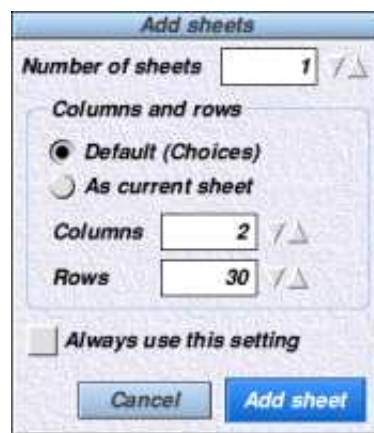 Add sheets
Number of sheets 1
Columns and rows
Default (Choices)
As current sheet
Columns 2
Rows 30
Always use this setting
Cancel Add sheet